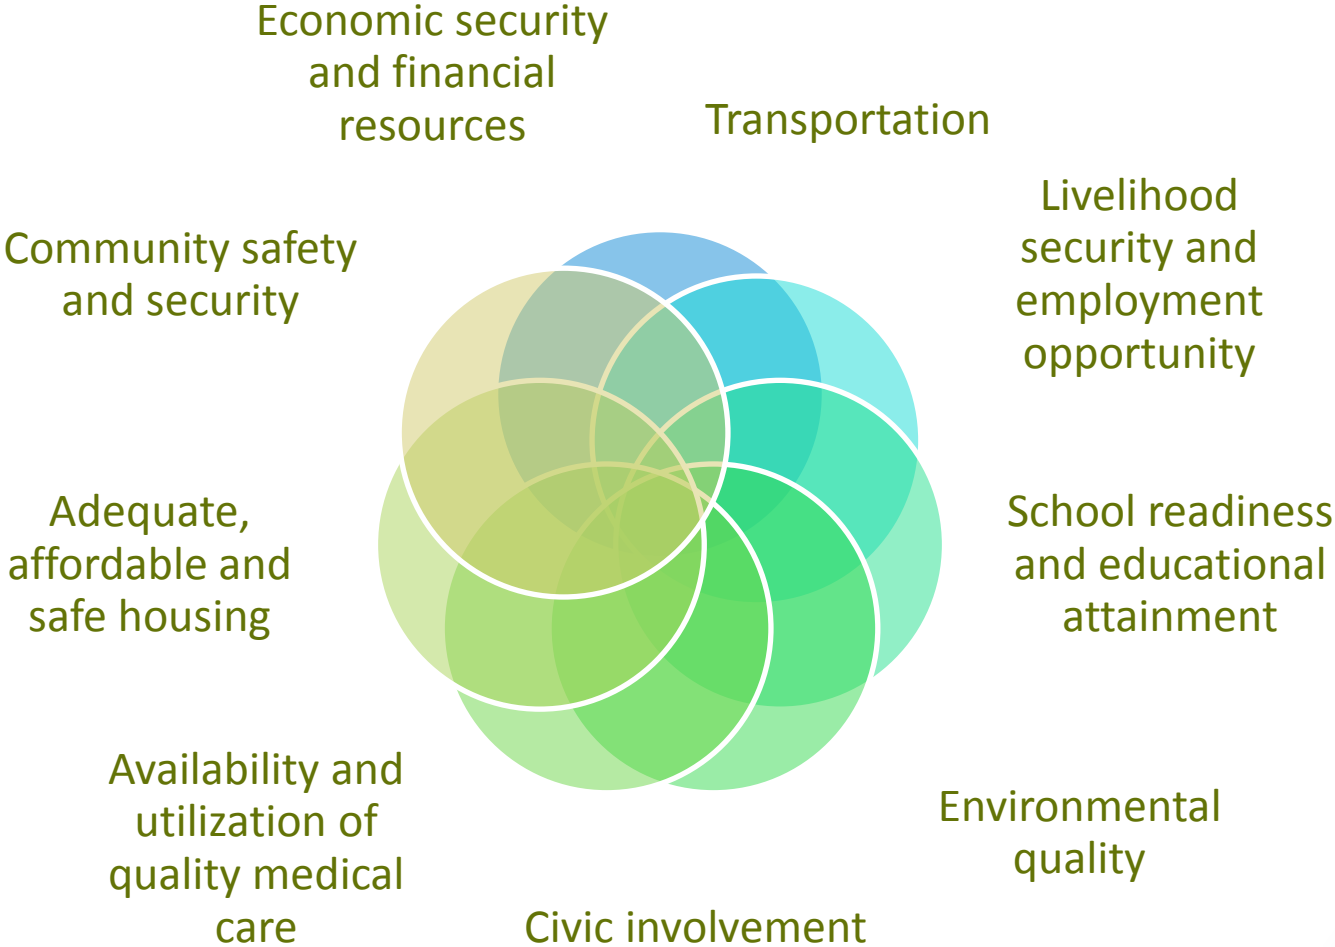 Economic security
and financial
resources
Transportation
Livelihood
security and
employment
opportunity
Community safety
and security
School readiness
and educational
attainment
Adequate,
affordable and
safe housing
Environmental
quality
Availability and
utilization of
quality medical
care
Civic involvement